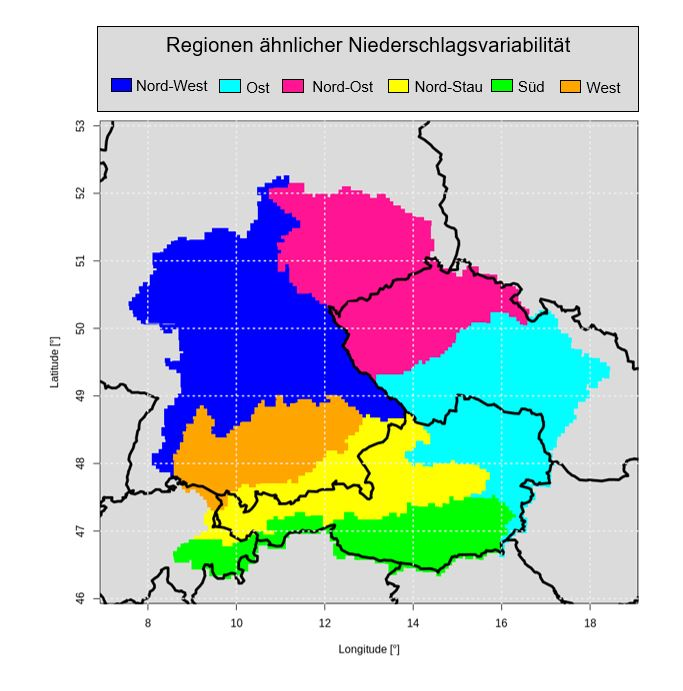 Regionen ähnlicher Niederschlagsvariabilität
Nord-West Ost Nord-Ost Nord-Stau Süd West
53
52
51
50
49
48
47
46
Latitude [°]
8 10 12 14 16 18
Longitude [°]